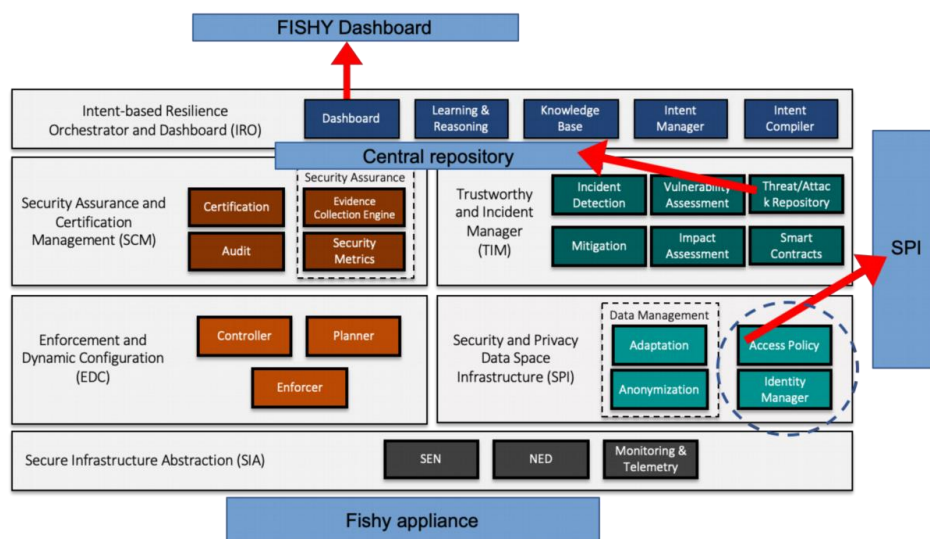 FISHY Dashboard
Intent-based Resilience
Orchestrator and Dashboard (IRO)
Dashboard
Learning &
Reasoning
Knowledge
Base
Intent
Manager
Intent
Compiler
Central repository
Security Assurance and
Certification
Management (SCM)
Certification
Audit
Security Assurance
Evidence
Collection Engine
Security
Metrics
Trustworthy
and Incident
Manager
(TIM)
Incident
Detection
Vulnerability
Assessment
Threat/Attac
k Repository
Mitigation
Impact
Assessment
Smart
Contracts
SPI
Enforcement and
Dynamic Configuration
(EDC)
Controller
Planner
Enforcer
Security and Privacy
Data Space
Infrastructure (SPI)
Data Management
Adaptation
Anonymization
Access Policy
Identity
Manager
Secure Infrastructure Abstraction (SIA)
SEN
NED
Monitoring &
Telemetry
Fishy appliance